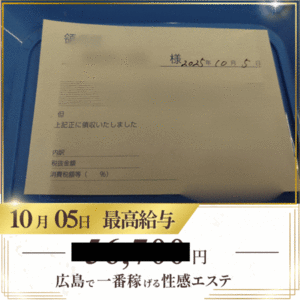 領
様 2025年10月5日
但
上記正に領収いたしました
内訳
税抜金額
消費税額等( %)
10月05日 最高給与
円
広島で一番稼げる性感エステ